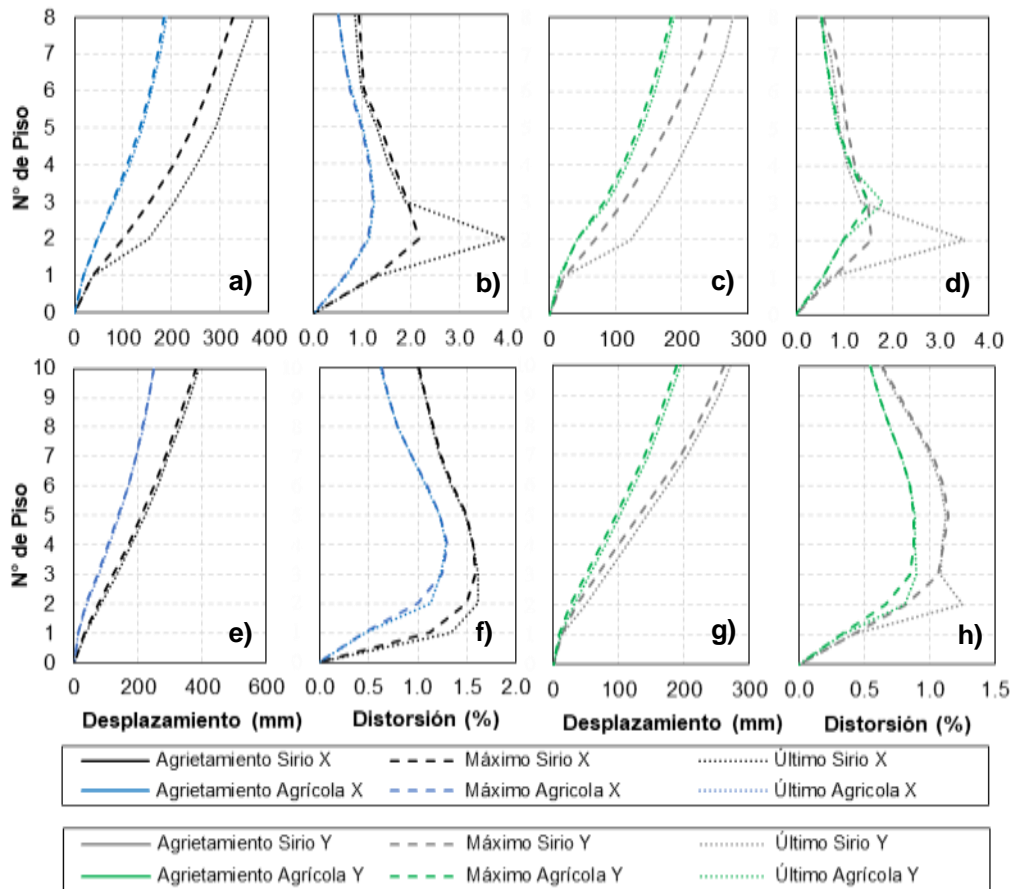 8
7
6
5
4
3
2
1
0
N° de Piso
a)
b)
c)
d)
0 100 200 300 400
0.0 1.0 2.0 3.0 4.0
0 100 200 300
0.0 1.0 2.0 3.0 4.0
10
9
8
7
6
5
4
3
2
1
0
N° de Piso
e)
f)
g)
h)
0 200 400 600
0.0 0.5 1.0 1.5 2.0
0 100 200 300
0.0 0.5 1.0 1.5
Desplazamiento (mm)
Distorsión (%)
Desplazamiento (mm)
Distorsión (%)
Agrietamiento Sirio X Máximo Sirio X Último Sirio X
Agrietamiento Agrícola X Máximo Agricola X Último Agricola X
Agrietamiento Sirio Y Máximo Sirio Y Último Sirio Y
Agrietamiento Agrícola Y Máximo Agrícola Y Último Agrícola Y